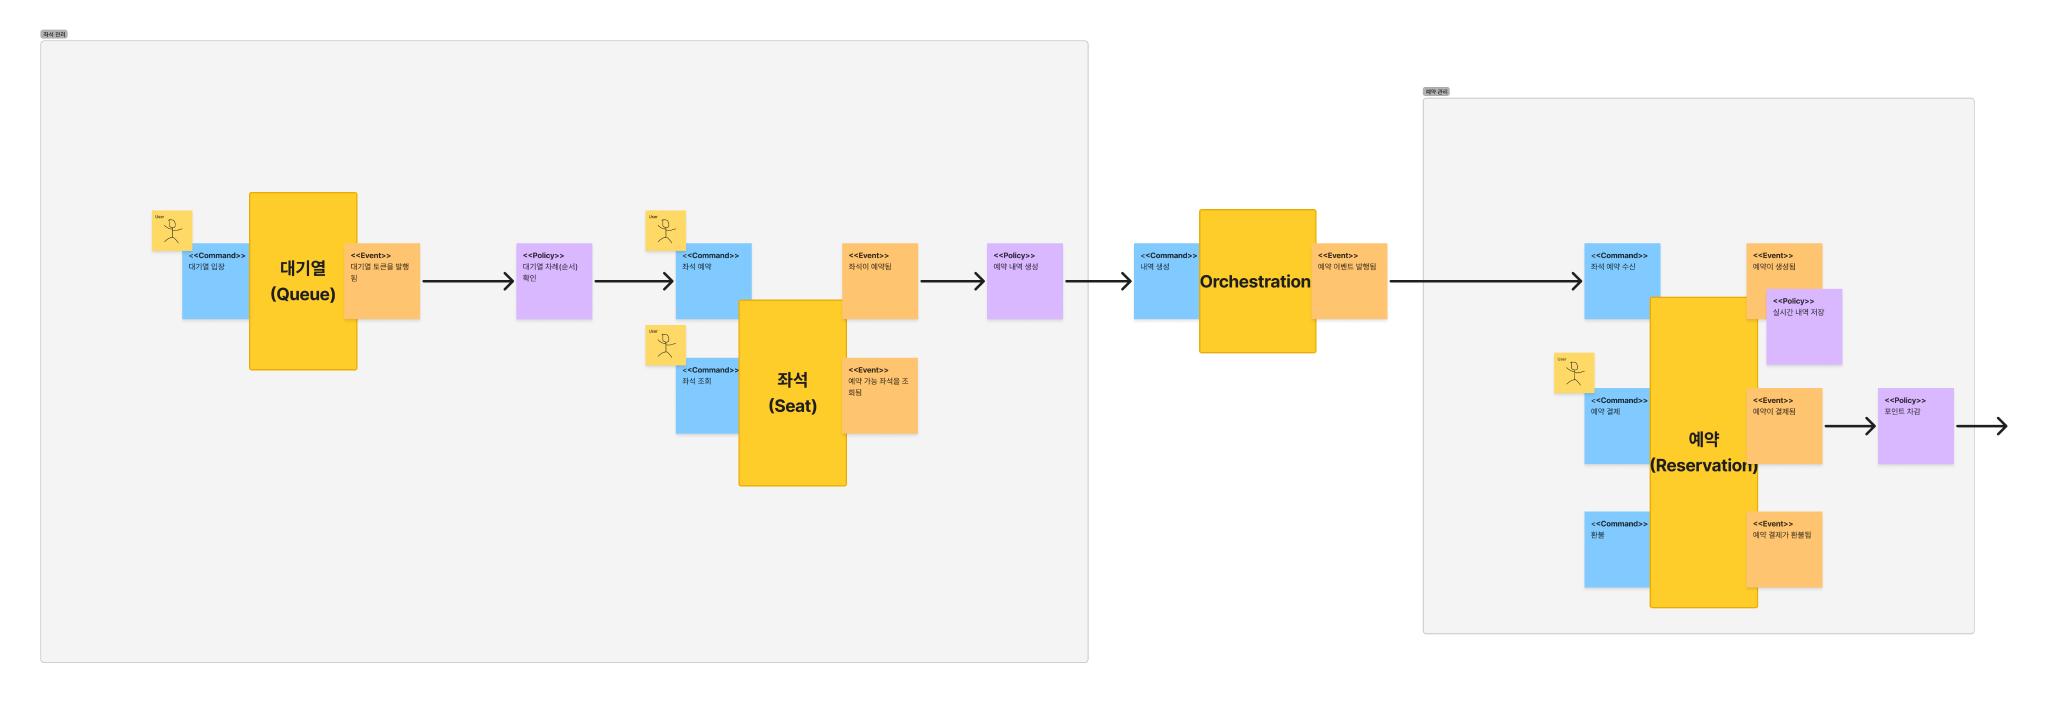 좌석 관리
User
<<Command>>
대기열 입장
대기열
(Queue)
<<Event>>
대기열 토큰을 발행
됨
<<Policy>>
대기열 차례(순서)
확인
User
<<Command>>
좌석 예약
<<Event>>
좌석이 예약됨
<<Policy>>
예약 내역 생성
User
<<Command>>
좌석 조회
좌석
(Seat)
<<Event>>
예약 가능 좌석을 조
회됨
<<Command>>
내역 생성
Orchestration
<<Event>>
예약 이벤트 발행됨
예약 관리
<<Command>>
좌석 예약 수신
<<Event>>
예약이 생성됨
<<Policy>>
실시간 내역 저장
User
<<Command>>
예약 결제
예약
(Reservation)
<<Event>>
예약이 결제됨
<<Policy>>
포인트 차감
<<Command>>
환불
<<Event>>
예약 결제가 환불됨